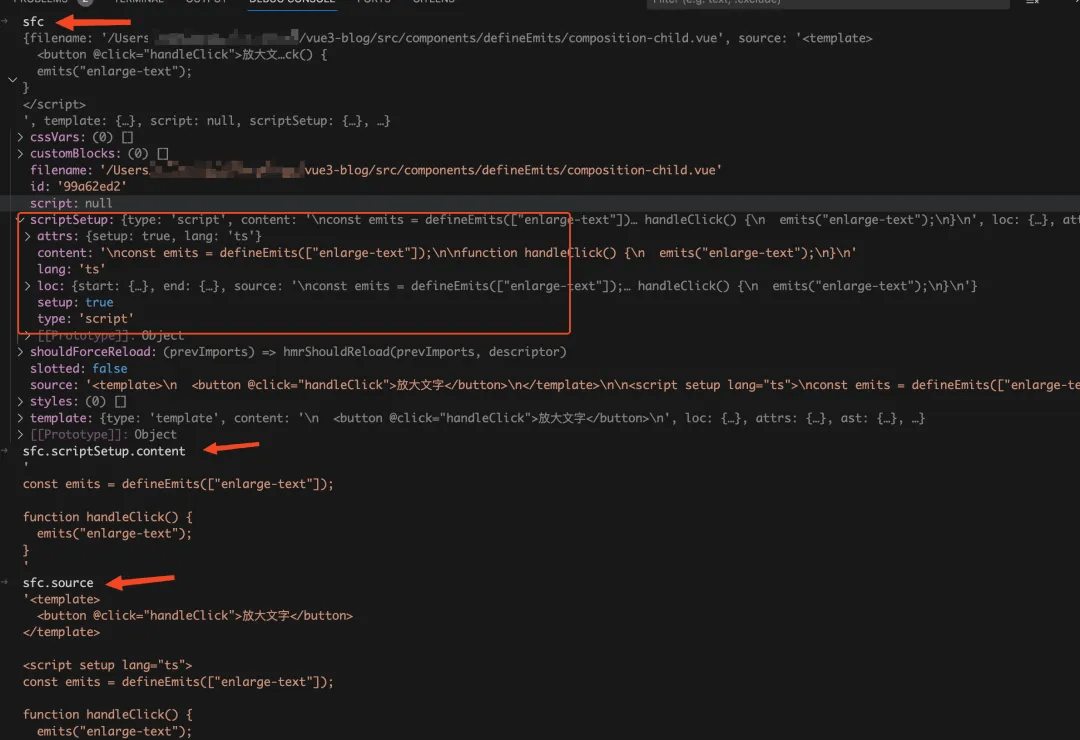 PROBLEMS 2 TERMINAL OUTPUT DEBUG CONSOLE PORTS GITLENS Filter (e.g. text, !exclude)
sfc
{filename: '/Users /vue3-blog/src/components/defineEmits/composition-child.vue', source: '<template>
<button @click="handleClick">放大文…ck() {
emits("enlarge-text");
}
</script>
', template: {…}, script: null, scriptSetup: {…}, …}
cssVars: (0) []
customBlocks: (0) []
filename: '/Users vue3-blog/src/components/defineEmits/composition-child.vue'
id: '99a62ed2'
script: null
scriptSetup: {type: 'script', content: '\nconst emits = defineEmits(["enlarge-text"])… handleClick() {\n  emits("enlarge-text");\n}\n', loc: {…}, att
attrs: {setup: true, lang: 'ts'}
content: '\nconst emits = defineEmits(["enlarge-text"]);\n\nfunction handleClick() {\n  emits("enlarge-text");\n}\n'
lang: 'ts'
loc: {start: {…}, end: {…}, source: '\nconst emits = defineEmits(["enlarge-text"]);… handleClick() {\n  emits("enlarge-text");\n}\n'}
setup: true
type: 'script'
[[Prototype]]: Object
shouldForceReload: (prevImports) => hmrShouldReload(prevImports, descriptor)
slotted: false
source: '<template>\n  <button @click="handleClick">放大文字</button>\n</template>\n\n<script setup lang="ts">\nconst emits = defineEmits(["enlarge-te
styles: (0) []
template: {type: 'template', content: '\n  <button @click="handleClick">放大文字</button>\n', loc: {…}, attrs: {…}, ast: {…}, …}
[[Prototype]]: Object
sfc.scriptSetup.content
'
const emits = defineEmits(["enlarge-text"]);
function handleClick() {
emits("enlarge-text");
}
'
sfc.source
'<template>
<button @click="handleClick">放大文字</button>
</template>
<script setup lang="ts">
const emits = defineEmits(["enlarge-text"]);
function handleClick() {
emits("enlarge-text");